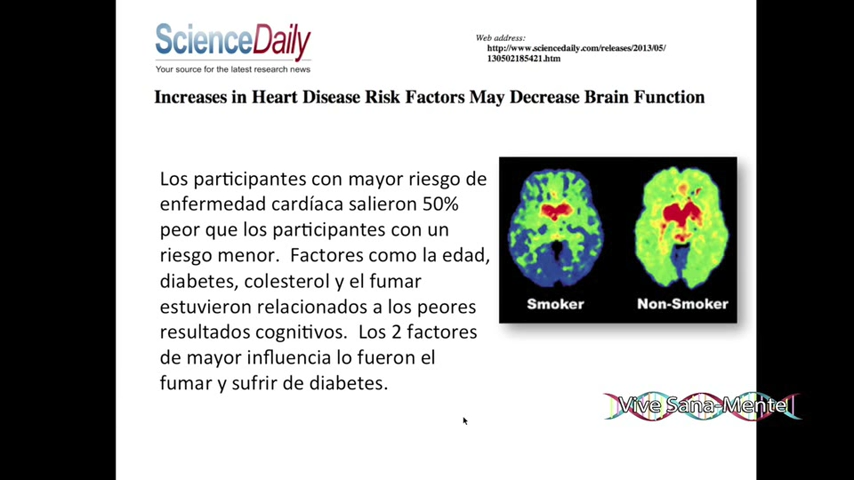 ScienceDaily
Your source for the latest research news
Web address:
http://www.sciencedaily.com/releases/2013/05/
130502185421.htm
Increases in Heart Disease Risk Factors May Decrease Brain Function
Los participantes con mayor riesgo de
enfermedad cardíaca salieron 50%
peor que los participantes con un
riesgo menor.  Factores como la edad,
diabetes, colesterol y el fumar
estuvieron relacionados a los peores
resultados cognitivos.  Los 2 factores
de mayor influencia lo fueron el
fumar y sufrir de diabetes.
Smoker
Non-Smoker
Vive Sana-Mente